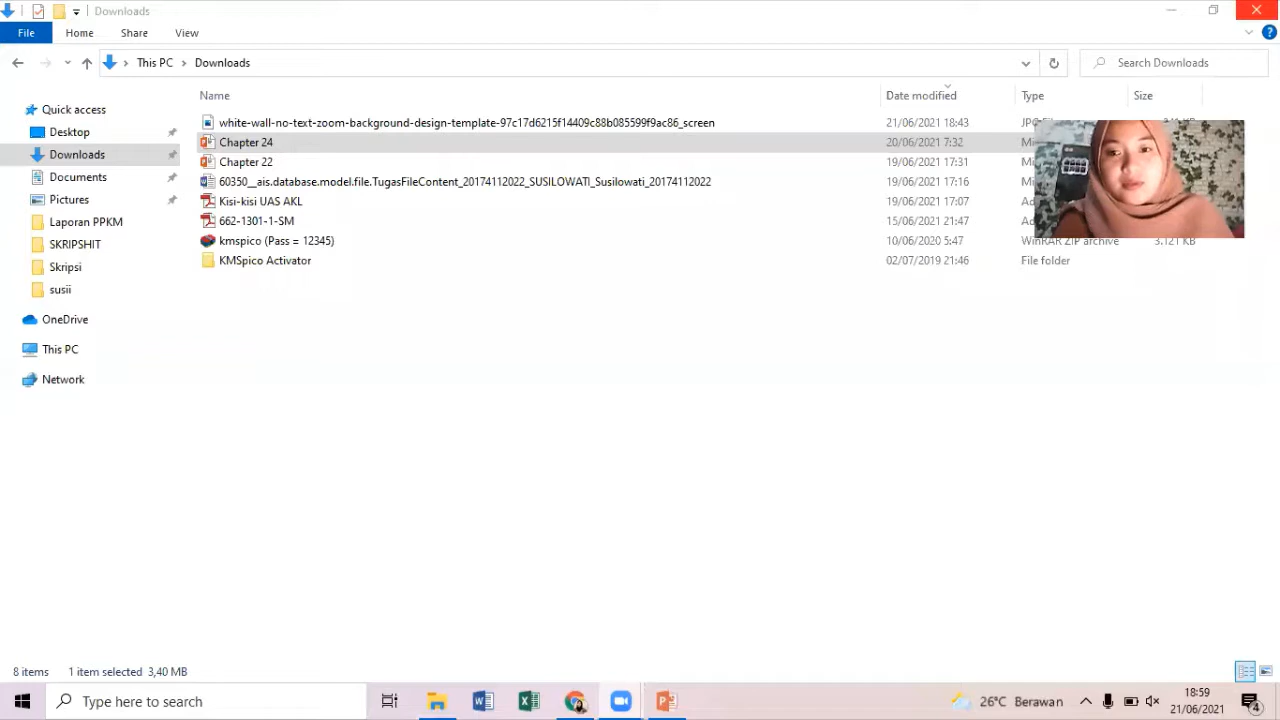 Downloads
File Home Share View
This PC Downloads
Search Downloads
Name Date modified Type Size
Quick access
Desktop
Downloads
Documents
Pictures
Laporan PPKM
SKRIPSHIT
Skripsi
susii
OneDrive
This PC
Network
white-wall-no-text-zoom-background-design-template-97c17d6215f14409c88b085599f9ac86_screen 21/06/2021 18:43
Chapter 24 20/06/2021 7:32
Chapter 22 19/06/2021 17:31
60350__ais.database.model.file.TugasFileContent_20174112022_SUSILOWATI_Susilowati_20174112022 19/06/2021 17:16
Kisi-kisi UAS AKL 19/06/2021 17:07
662-1301-1-SM 15/06/2021 21:47
kmspico (Pass = 12345) 10/06/2020 5:47 WinRAR ZIP archive 3.121 KB
KMSpico Activator 02/07/2019 21:46 File folder
8 items 1 item selected 3,40 MB
Type here to search
26°C Berawan
18:59
21/06/2021
4